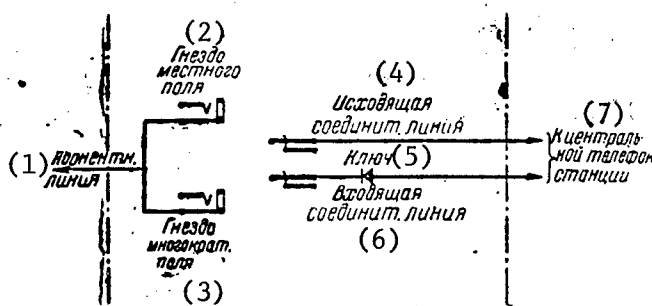 (2)
Гнездо
местного
поля
(4)
Исходящая
соединит. линия
(7)
К централь-
ной телефон
станции
(1)
Абонентн.
линия
Ключ (5)
Входящая
соединит. линия
(6)
Гнездо
многократ.
поля
(3)